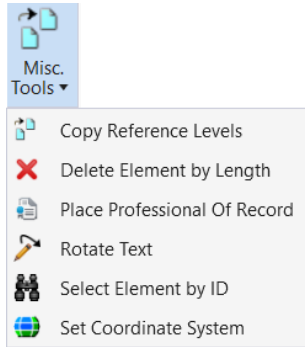 Misc.
Tools ▾
Copy Reference Levels
Delete Element by Length
Place Professional Of Record
Rotate Text
Select Element by ID
Set Coordinate System